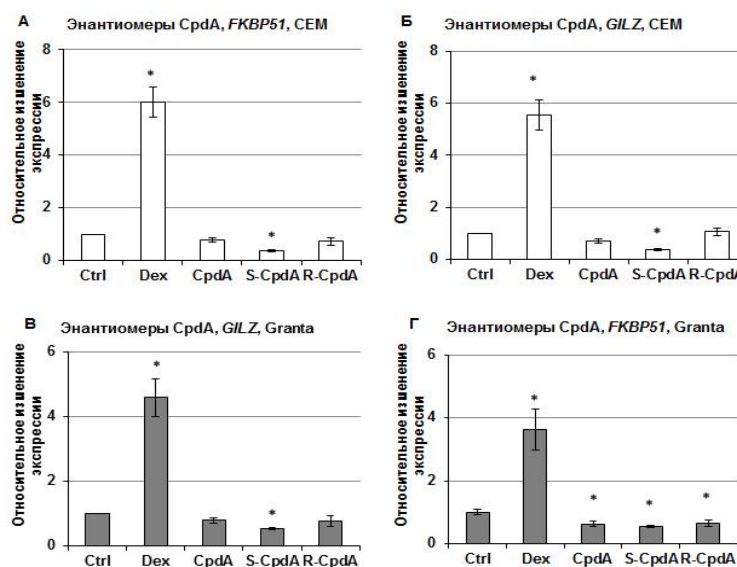 А
Энантиомеры CpdA, FKBP51, CEM
Относительное изменение
экспрессии
8
6
4
2
0
*
*
Ctrl Dex CpdA S-CpdA R-CpdA
Б
Энантиомеры CpdA, GILZ, CEM
Относительное изменение
экспрессии
8
6
4
2
0
*
*
Ctrl Dex CpdA S-CpdA R-CpdA
В
Энантиомеры CpdA, GILZ, Granta
Относительное изменение
экспрессии
6
4
2
0
*
*
Ctrl Dex CpdA S-CpdA R-CpdA
Г
Энантиомеры CpdA, FKBP51, Granta
Относительное изменение
экспрессии
6
4
2
0
*
* * *
Ctrl Dex CpdA S-CpdA R-CpdA